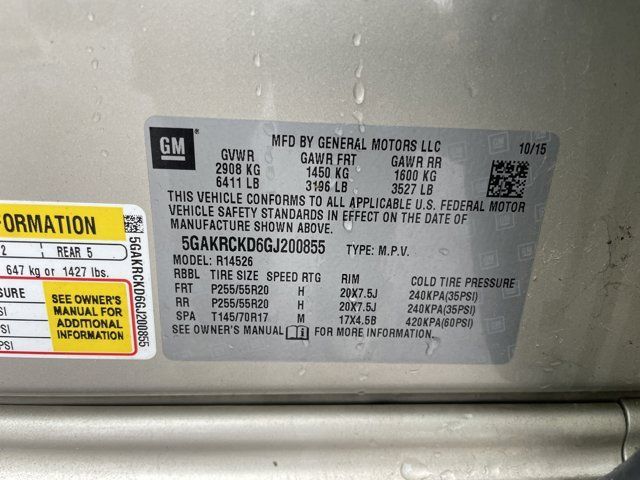 GM
MFD BY GENERAL MOTORS LLC
10/15
GVWR GAWR FRT GAWR RR
2908 KG 1450 KG 1600 KG
6411 LB 3196 LB 3527 LB
THIS VEHICLE CONFORMS TO ALL APPLICABLE U.S. FEDERAL MOTOR
VEHICLE SAFETY STANDARDS IN EFFECT ON THE DATE OF
MANUFACTURE SHOWN ABOVE.
5GAKRCKD6GJ200855 TYPE: M.P.V.
MODEL: R14526
RBBL TIRE SIZE SPEED RTG RIM COLD TIRE PRESSURE
FRT P255/55R20 H 20X7.5J 240KPA(35PSI)
RR P255/55R20 H 20X7.5J 240KPA(35PSI)
SPA T145/70R17 M 17X4.5B 420KPA(60PSI)
SEE OWNER'S MANUAL FOR MORE INFORMATION.
FORMATION
2 REAR 5
647 kg or 1427 lbs.
SURE
SI
PSI
PSI
SEE OWNER'S
MANUAL FOR
ADDITIONAL
INFORMATION
5GAKRCKD6GJ200855